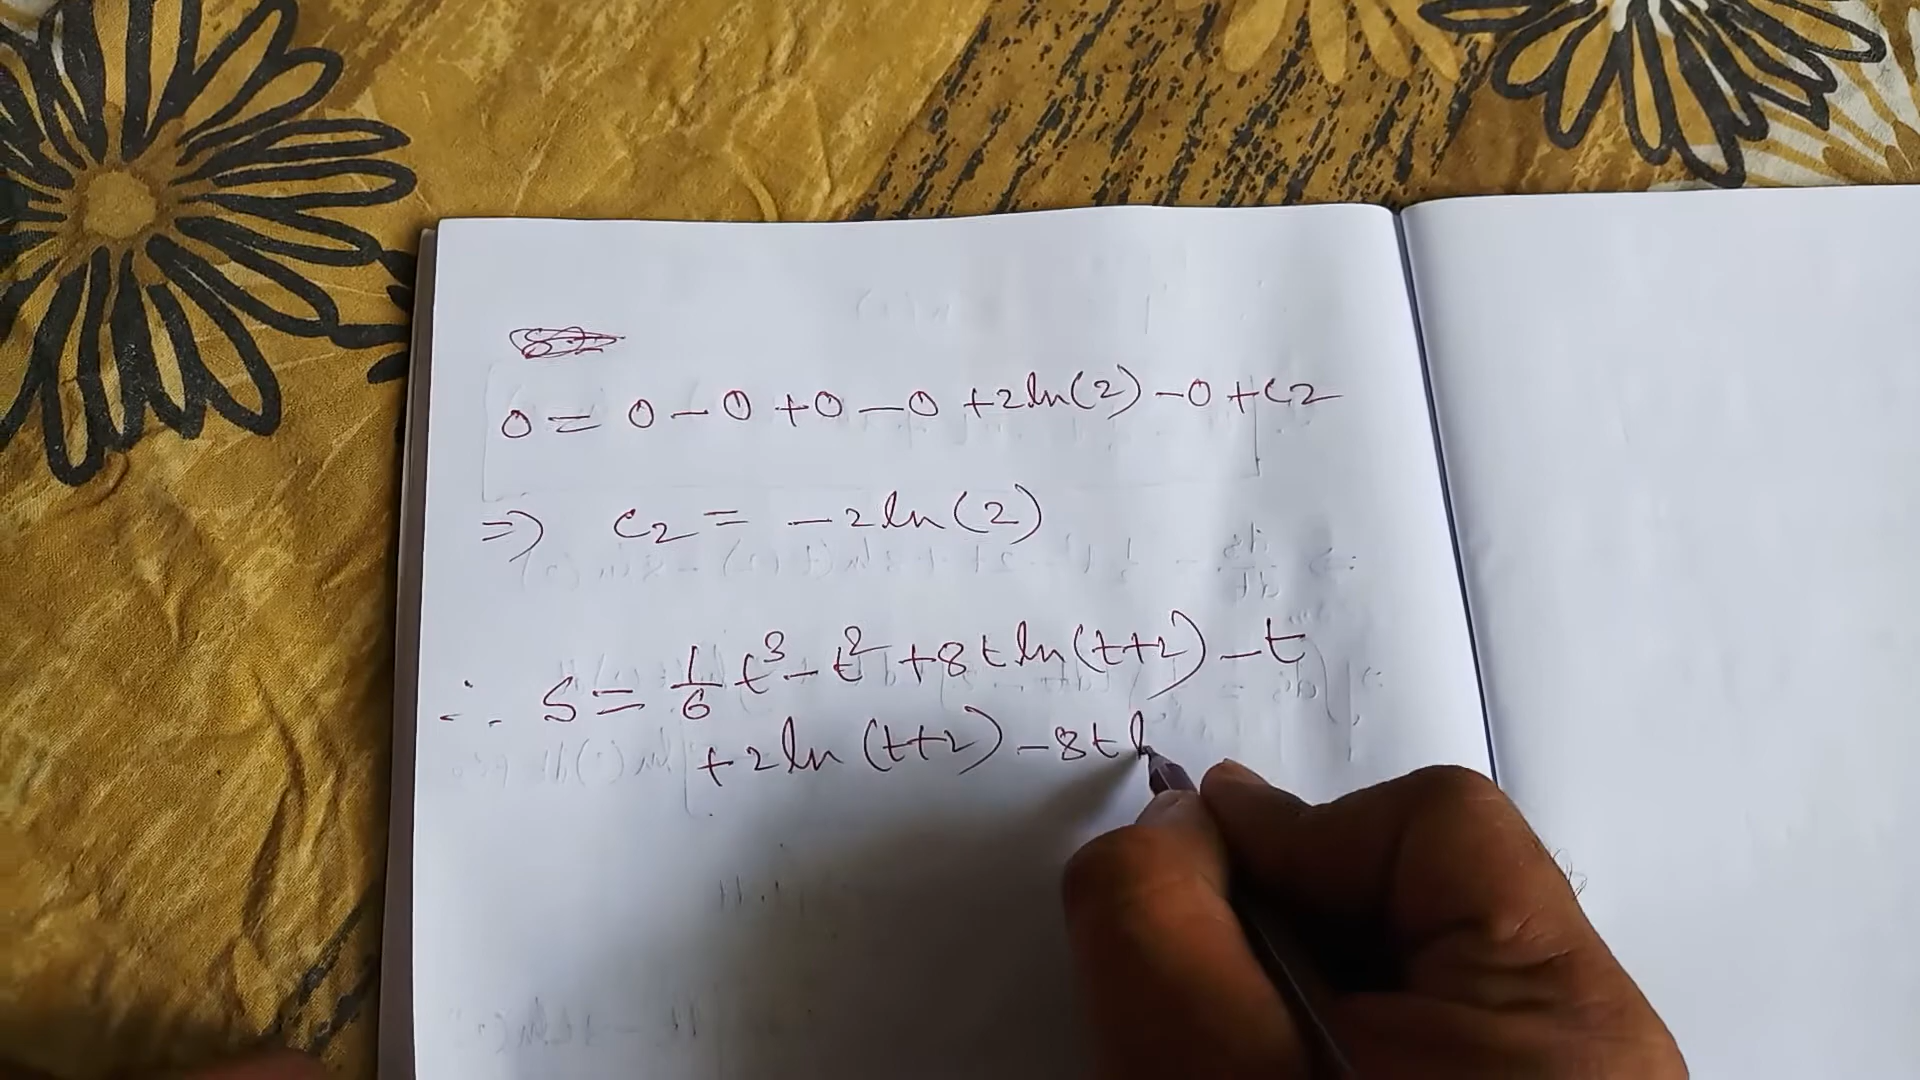 0 = 0 - 0 + 0 - 0 + 2ln(2) - 0 + c2
⇒ c2 = -2ln(2)
∴ S = 1/6 t³ - t² + 8t ln(t+2) - t
+ 2ln(t+2) - 8t l